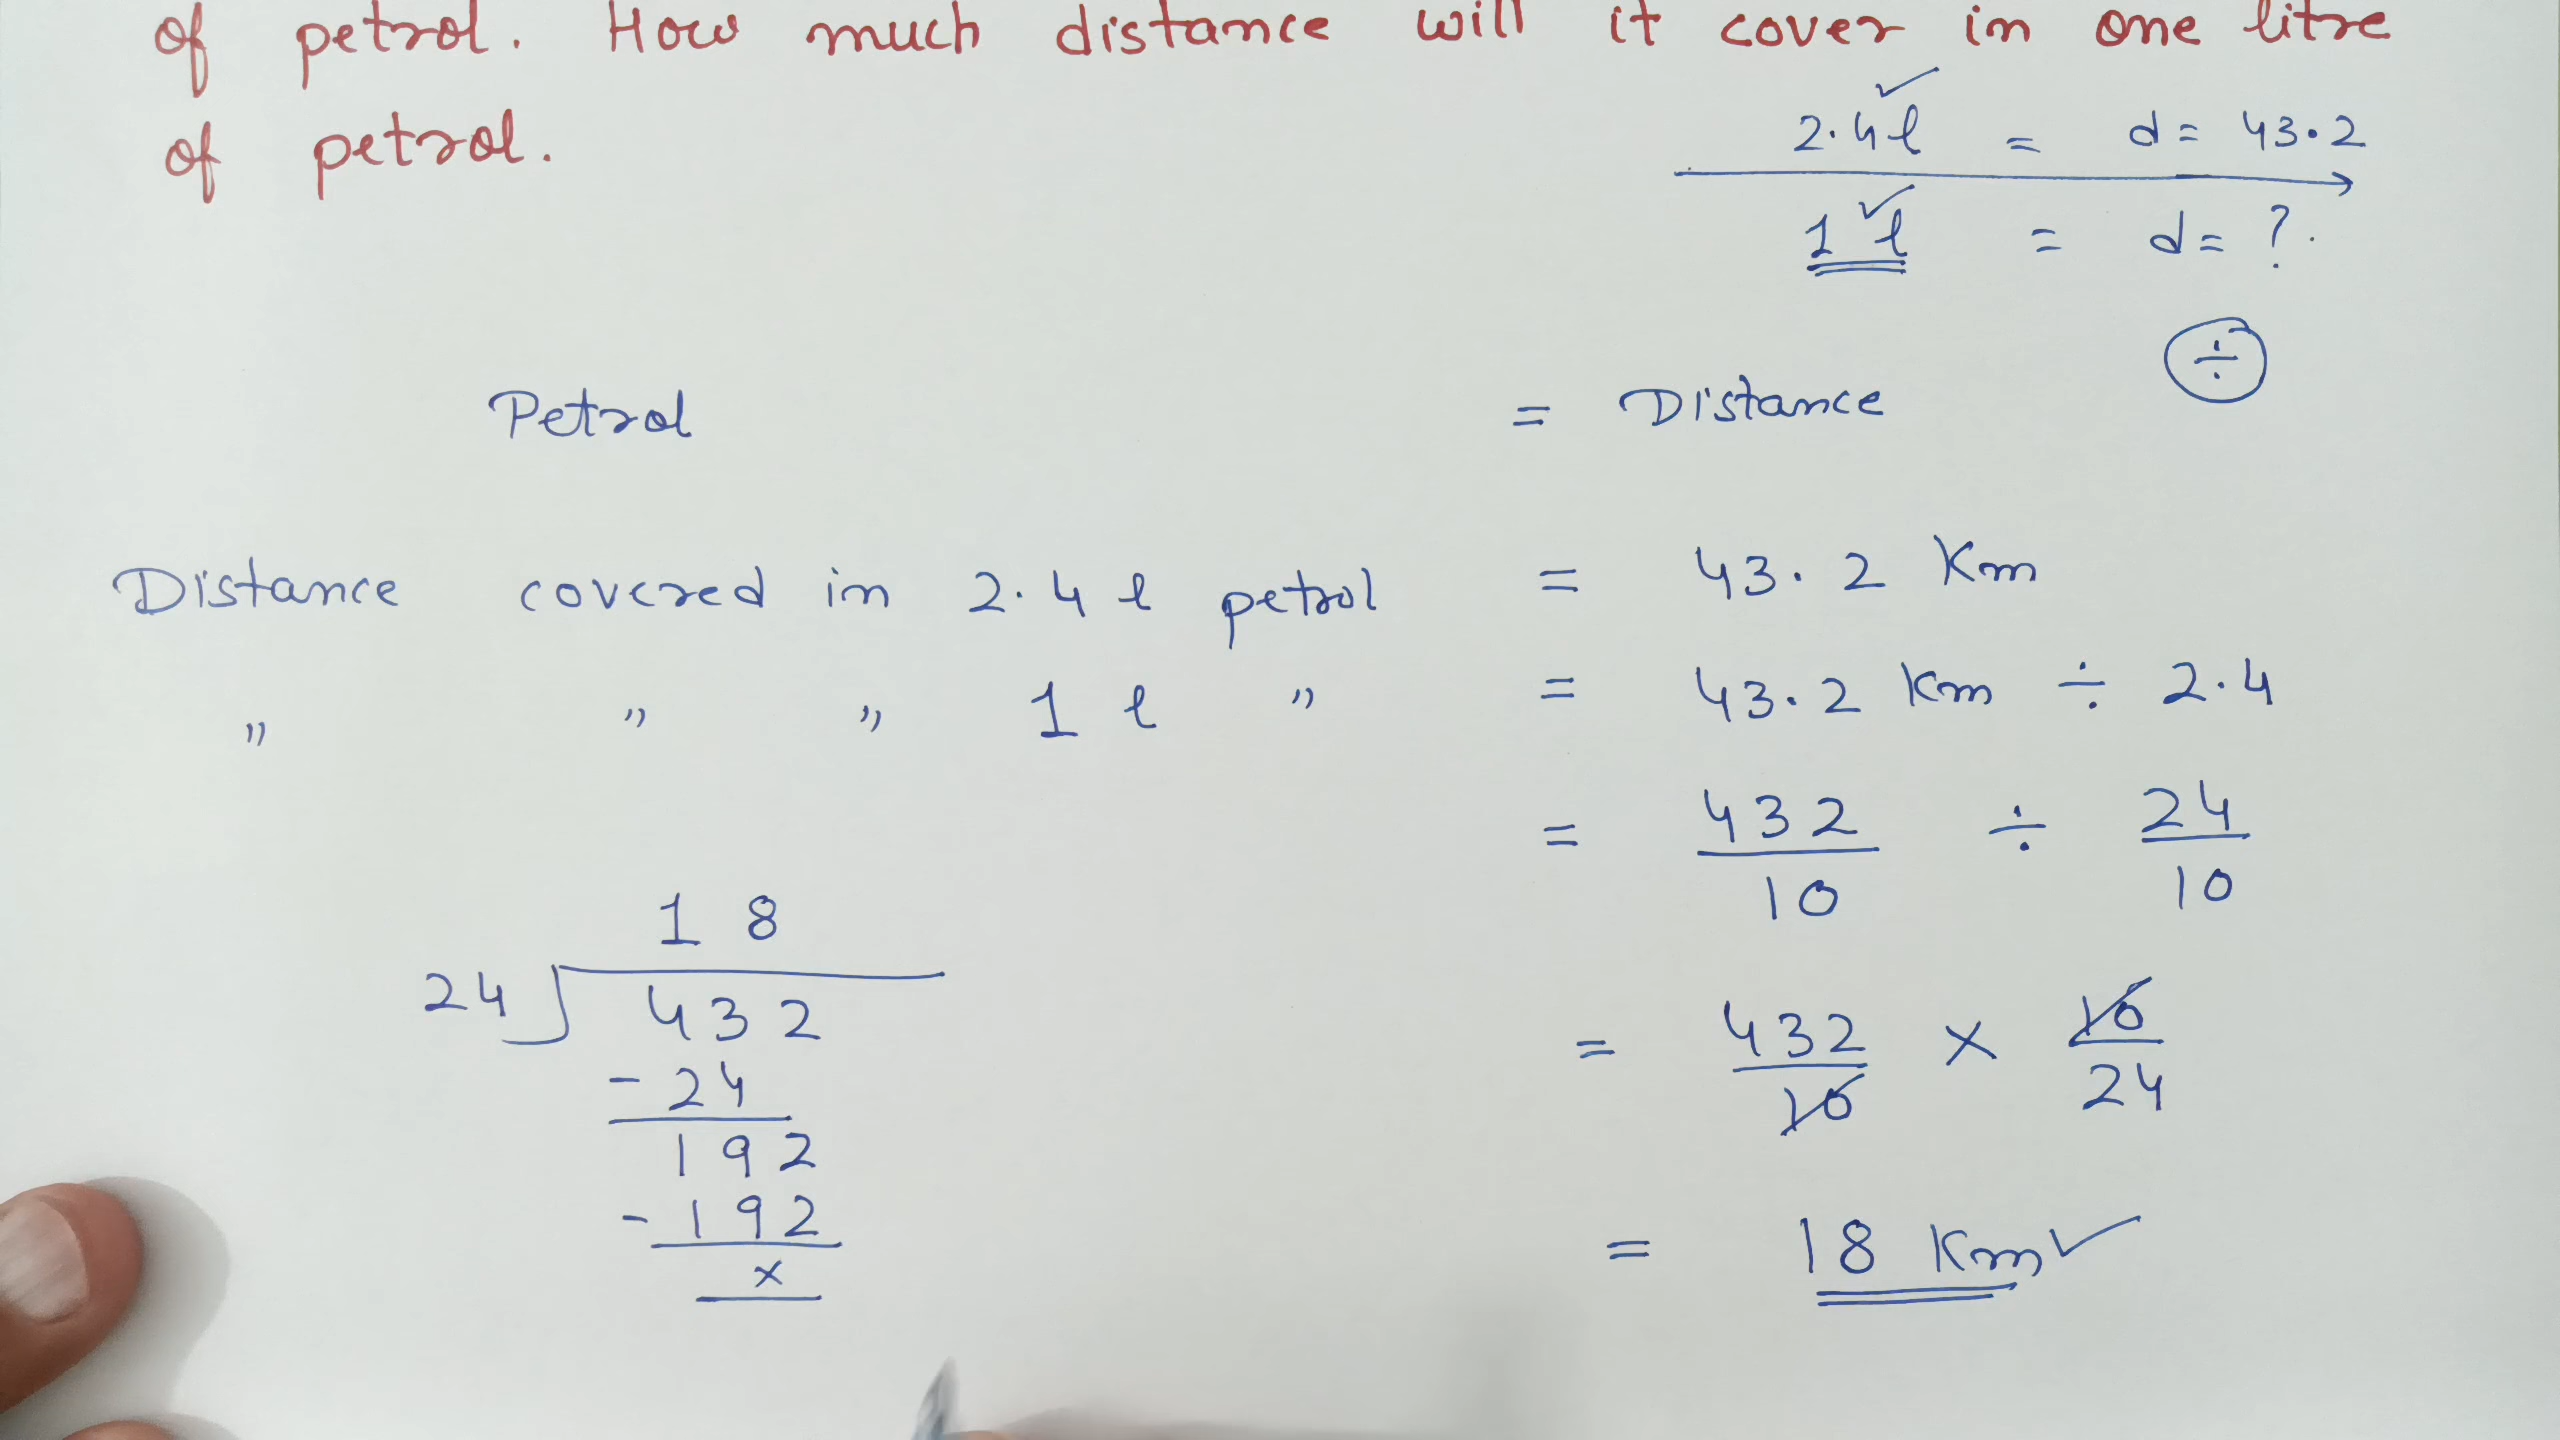 of petrol. How much distance will it cover in one litre
of petrol.
2.4 l = d = 43.2
1 l = d = ?.
÷
Petrol = Distance
Distance covered in 2.4 l petrol = 43.2 Km
" " " 1 l " = 43.2 Km ÷ 2.4
= 432/10 ÷ 24/10
= 432/10 × 10/24
= 18 Km ✓
1 8
24 432
- 24
192
- 192
x